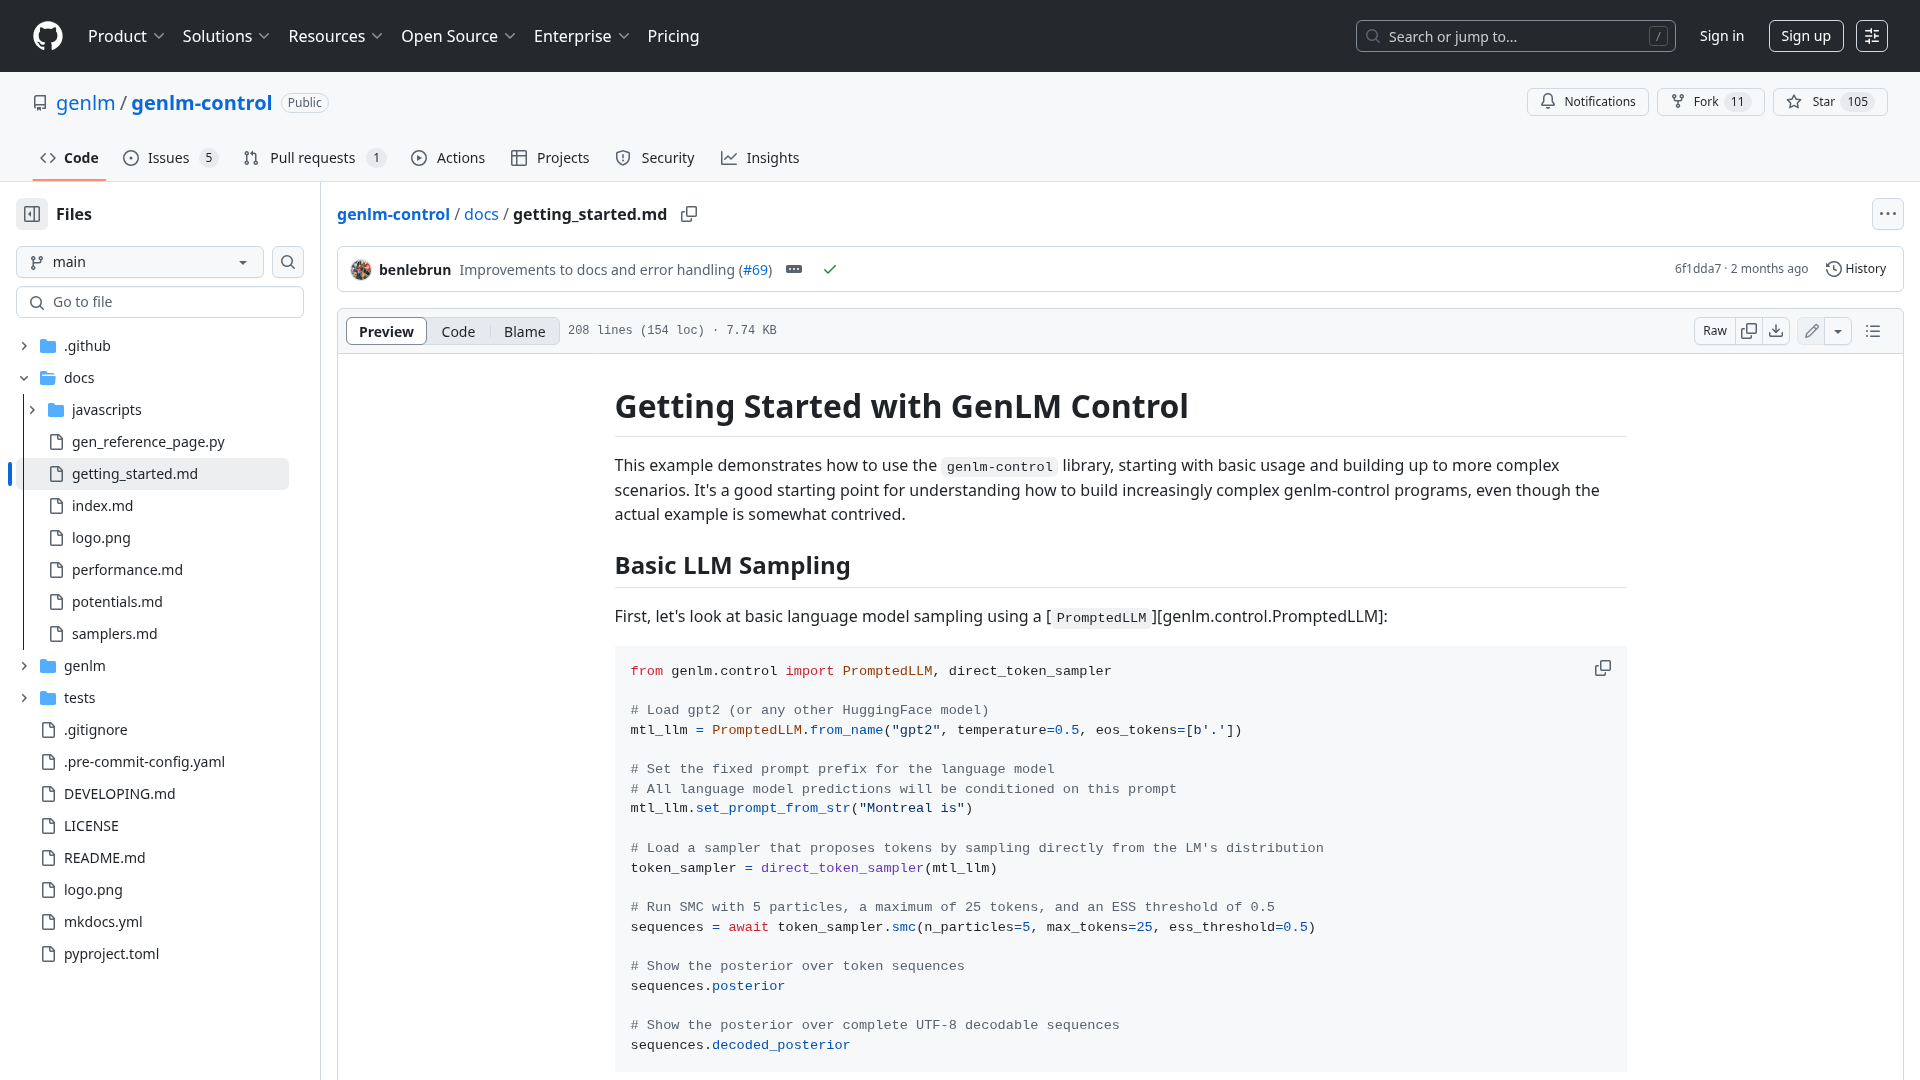 Product
Solutions
Resources
Open Source
Enterprise
Pricing
Search or jump to...
/
Sign in
Sign up
genlm / genlm-control
Public
Notifications
Fork 11
Star 105
Code
Issues 5
Pull requests 1
Actions
Projects
Security
Insights
Files
main
Go to file
.github
docs
javascripts
gen_reference_page.py
getting_started.md
index.md
logo.png
performance.md
potentials.md
samplers.md
genlm
tests
.gitignore
.pre-commit-config.yaml
DEVELOPING.md
LICENSE
README.md
logo.png
mkdocs.yml
pyproject.toml
genlm-control / docs / getting_started.md
benlebrun Improvements to docs and error handling (#69)
6f1dda7 · 2 months ago
History
Preview
Code
Blame
208 lines (154 loc) · 7.74 KB
Raw
Getting Started with GenLM Control
This example demonstrates how to use the genlm-control library, starting with basic usage and building up to more complex
scenarios. It's a good starting point for understanding how to build increasingly complex genlm-control programs, even though the
actual example is somewhat contrived.
Basic LLM Sampling
First, let's look at basic language model sampling using a [PromptedLLM][genlm.control.PromptedLLM]:
from genlm.control import PromptedLLM, direct_token_sampler
# Load gpt2 (or any other HuggingFace model)
mtl_llm = PromptedLLM.from_name("gpt2", temperature=0.5, eos_tokens=[b'.'])
# Set the fixed prompt prefix for the language model
# All language model predictions will be conditioned on this prompt
mtl_llm.set_prompt_from_str("Montreal is")
# Load a sampler that proposes tokens by sampling directly from the LM's distribution
token_sampler = direct_token_sampler(mtl_llm)
# Run SMC with 5 particles, a maximum of 25 tokens, and an ESS threshold of 0.5
sequences = await token_sampler.smc(n_particles=5, max_tokens=25, ess_threshold=0.5)
# Show the posterior over token sequences
sequences.posterior
# Show the posterior over complete UTF-8 decodable sequences
sequences.decoded_posterior